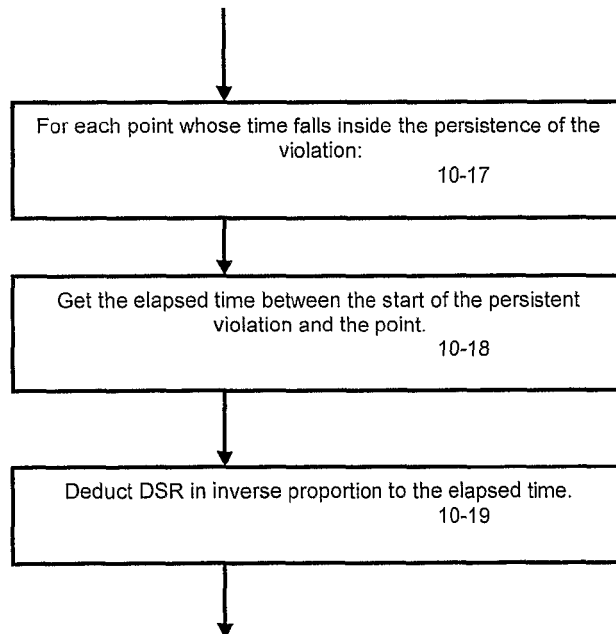 For each point whose time falls inside the persistence of the
violation:
10-17
Get the elapsed time between the start of the persistent
violation and the point.
10-18
Deduct DSR in inverse proportion to the elapsed time.
10-19